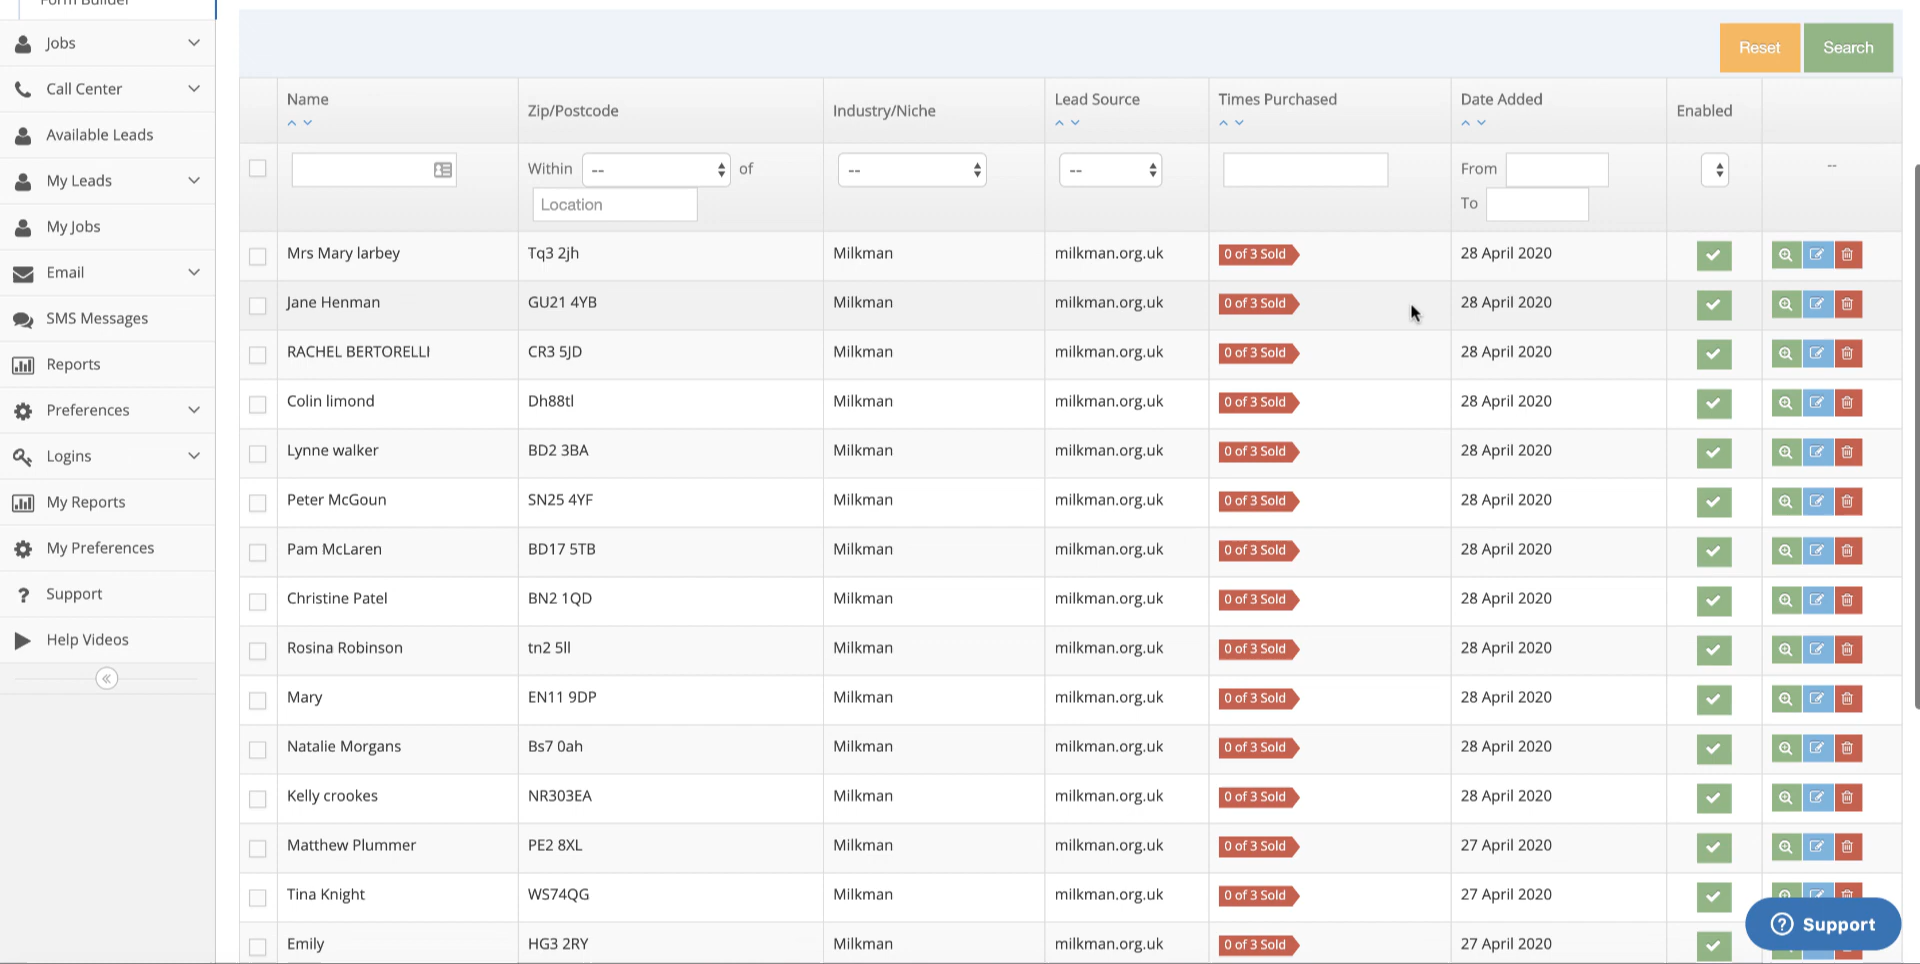 Form Builder
Jobs
Call Center
Available Leads
My Leads
My Jobs
Email
SMS Messages
Reports
Preferences
Logins
My Reports
My Preferences
Support
Help Videos
Reset
Search
Name
Zip/Postcode
Industry/Niche
Lead Source
Times Purchased
Date Added
Enabled
Within -- of
Location
--
--
From
To
--
Mrs Mary larbey Tq3 2jh Milkman milkman.org.uk 0 of 3 Sold 28 April 2020
Jane Henman GU21 4YB Milkman milkman.org.uk 0 of 3 Sold 28 April 2020
RACHEL BERTORELLI CR3 5JD Milkman milkman.org.uk 0 of 3 Sold 28 April 2020
Colin limond Dh88tl Milkman milkman.org.uk 0 of 3 Sold 28 April 2020
Lynne walker BD2 3BA Milkman milkman.org.uk 0 of 3 Sold 28 April 2020
Peter McGoun SN25 4YF Milkman milkman.org.uk 0 of 3 Sold 28 April 2020
Pam McLaren BD17 5TB Milkman milkman.org.uk 0 of 3 Sold 28 April 2020
Christine Patel BN2 1QD Milkman milkman.org.uk 0 of 3 Sold 28 April 2020
Rosina Robinson tn2 5ll Milkman milkman.org.uk 0 of 3 Sold 28 April 2020
Mary EN11 9DP Milkman milkman.org.uk 0 of 3 Sold 28 April 2020
Natalie Morgans Bs7 0ah Milkman milkman.org.uk 0 of 3 Sold 28 April 2020
Kelly crookes NR303EA Milkman milkman.org.uk 0 of 3 Sold 28 April 2020
Matthew Plummer PE2 8XL Milkman milkman.org.uk 0 of 3 Sold 27 April 2020
Tina Knight WS74QG Milkman milkman.org.uk 0 of 3 Sold 27 April 2020
Emily HG3 2RY Milkman milkman.org.uk 0 of 3 Sold 27 April 2020
Support